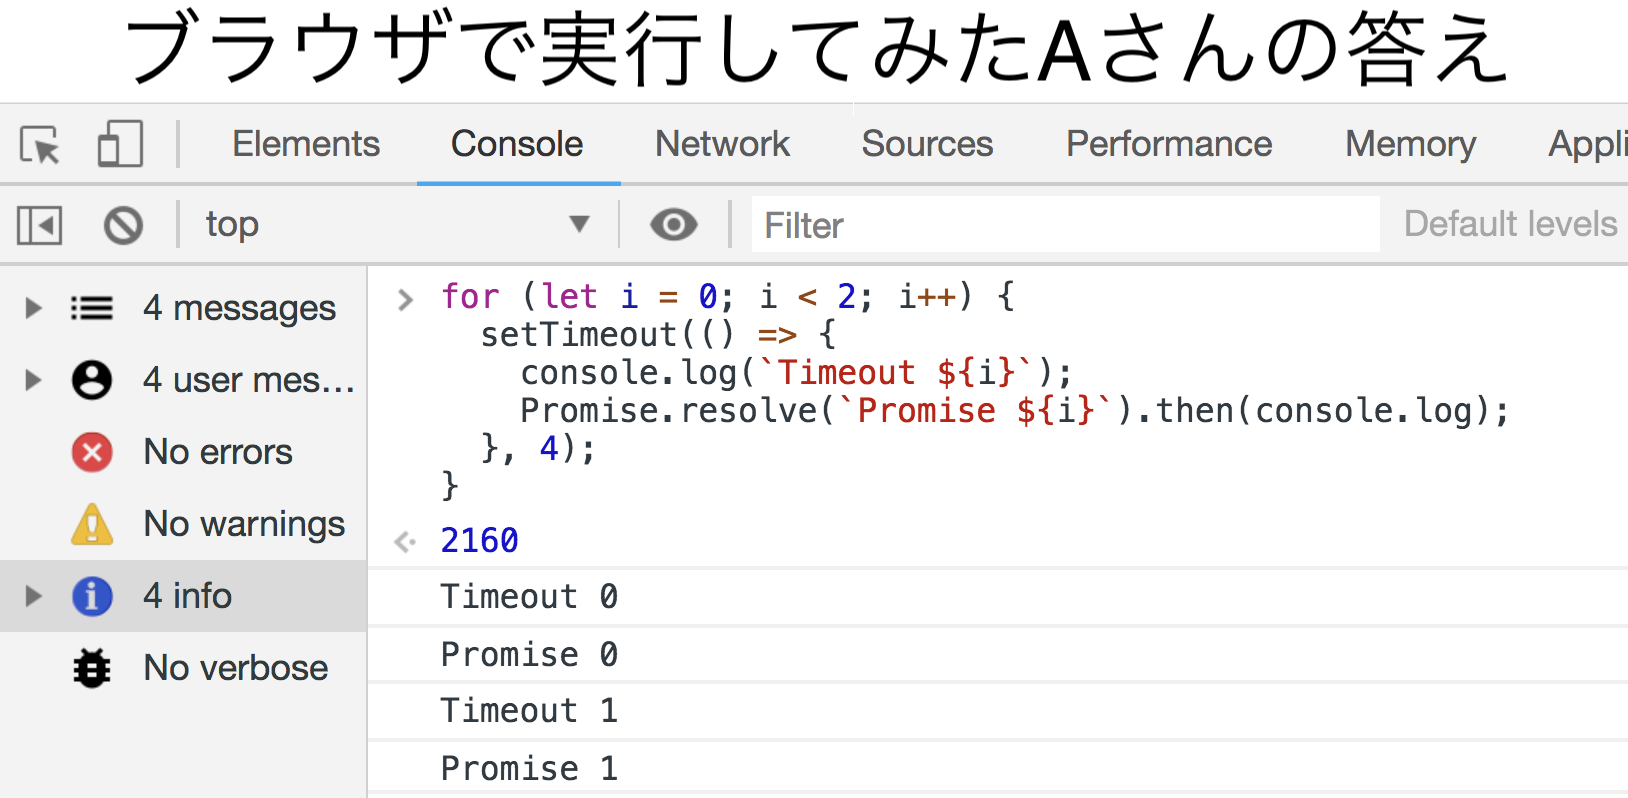 ブラウザで実行してみたAさんの答え
Elements Console Network Sources Performance Memory Appli
top Filter Default levels
4 messages
4 user mes...
No errors
No warnings
4 info
No verbose
for (let i = 0; i < 2; i++) {
  setTimeout(() => {
    console.log(`Timeout ${i}`);
    Promise.resolve(`Promise ${i}`).then(console.log);
  }, 4);
}
2160
Timeout 0
Promise 0
Timeout 1
Promise 1